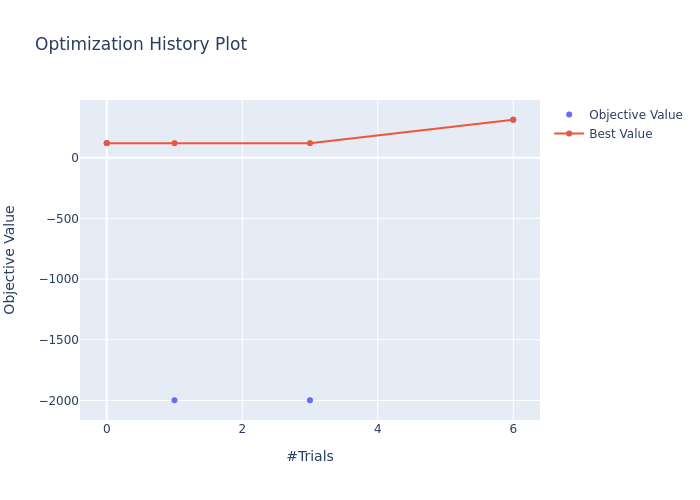 Optimization History Plot
Objective Value
Best Value
0
−500
−1000
−1500
−2000
Objective Value
0 2 4 6
#Trials